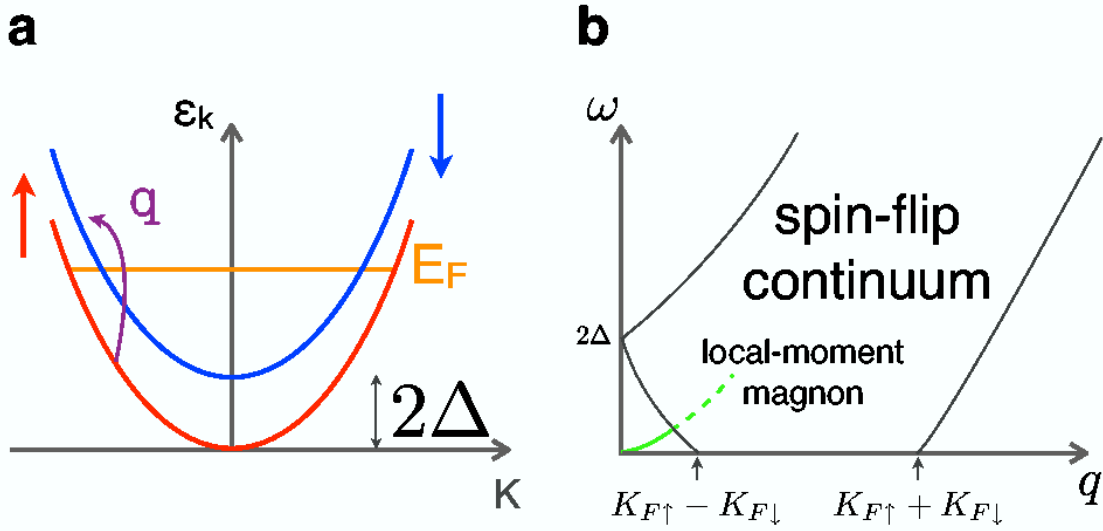 a
εk
q
EF
2Δ
K
b
ω
spin-flip
continuum
2Δ
local-moment
magnon
q
KF↑ − KF↓
KF↑ + KF↓